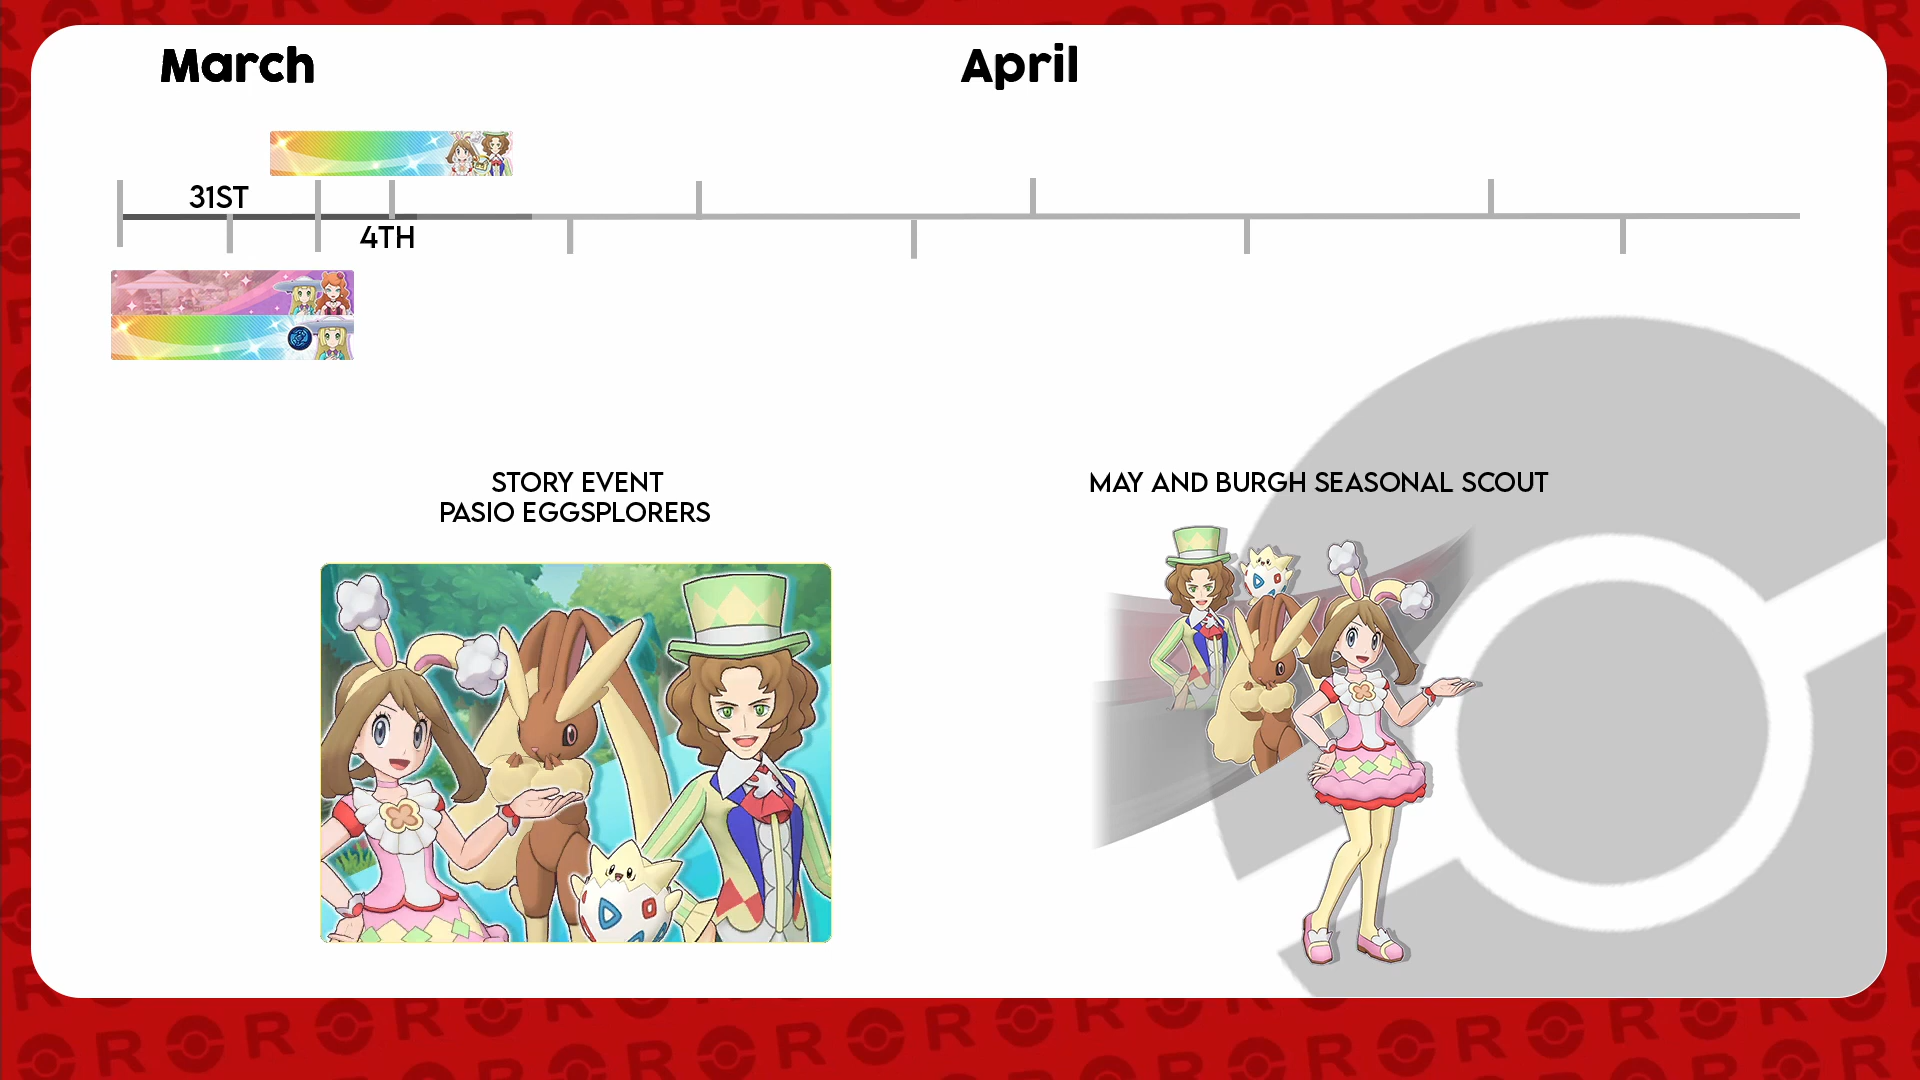 March
April
31ST
4TH
STORY EVENT
PASIO EGGSPLORERS
MAY AND BURGH SEASONAL SCOUT